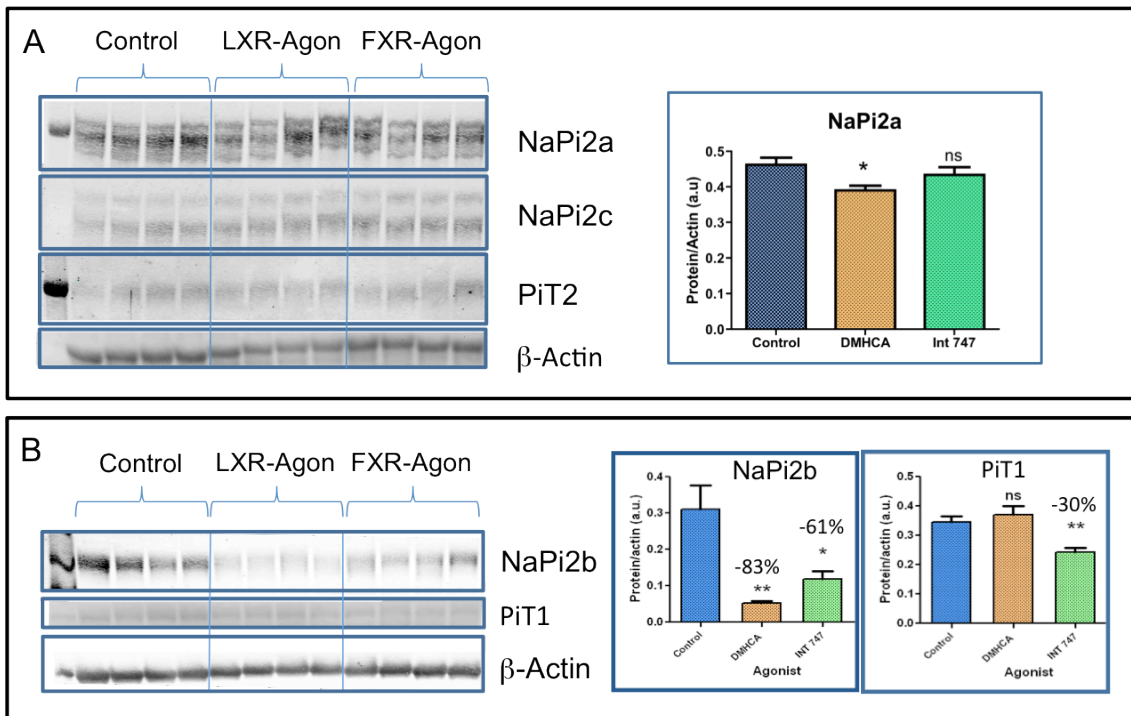 A
Control
LXR-Agon
FXR-Agon
NaPi2a
NaPi2c
PiT2
β-Actin
NaPi2a
Protein/Actin (a.u)
0.5
0.4
0.3
0.2
0.1
0.0
*
ns
Control
DMHCA
Int 747
B
Control
LXR-Agon
FXR-Agon
NaPi2b
PiT1
β-Actin
NaPi2b
Protein/actin (a.u.)
0.4
0.3
0.2
0.1
0.0
-83%
**
-61%
*
Control
DMHCA
INT 747
Agonist
PiT1
Protein/actin (a.u.)
0.5
0.4
0.3
0.2
0.1
0.0
ns
-30%
**
Control
DMHCA
INT 747
Agonist